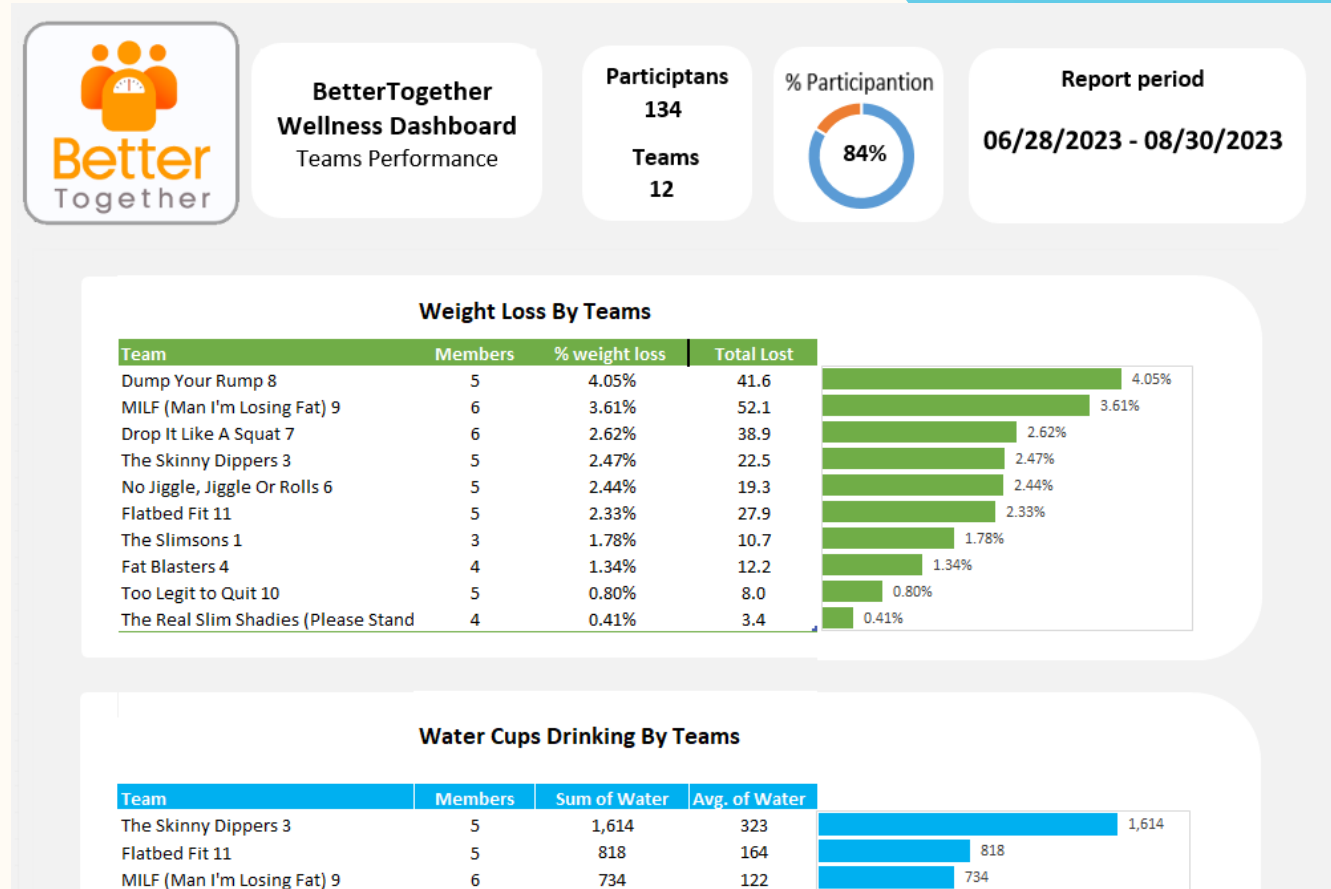 Better
Together
BetterTogether
Wellness Dashboard
Teams Performance
Participtans
134
Teams
12
% Participantion
84%
Report period
06/28/2023 - 08/30/2023
Weight Loss By Teams
Team Members % weight loss Total Lost
Dump Your Rump 8 5 4.05% 41.6 4.05%
MILF (Man I'm Losing Fat) 9 6 3.61% 52.1 3.61%
Drop It Like A Squat 7 6 2.62% 38.9 2.62%
The Skinny Dippers 3 5 2.47% 22.5 2.47%
No Jiggle, Jiggle Or Rolls 6 5 2.44% 19.3 2.44%
Flatbed Fit 11 5 2.33% 27.9 2.33%
The Slimsons 1 3 1.78% 10.7 1.78%
Fat Blasters 4 4 1.34% 12.2 1.34%
Too Legit to Quit 10 5 0.80% 8.0 0.80%
The Real Slim Shadies (Please Stand 4 0.41% 3.4 0.41%
Water Cups Drinking By Teams
Team Members Sum of Water Avg. of Water
The Skinny Dippers 3 5 1,614 323 1,614
Flatbed Fit 11 5 818 164 818
MILF (Man I'm Losing Fat) 9 6 734 122 734